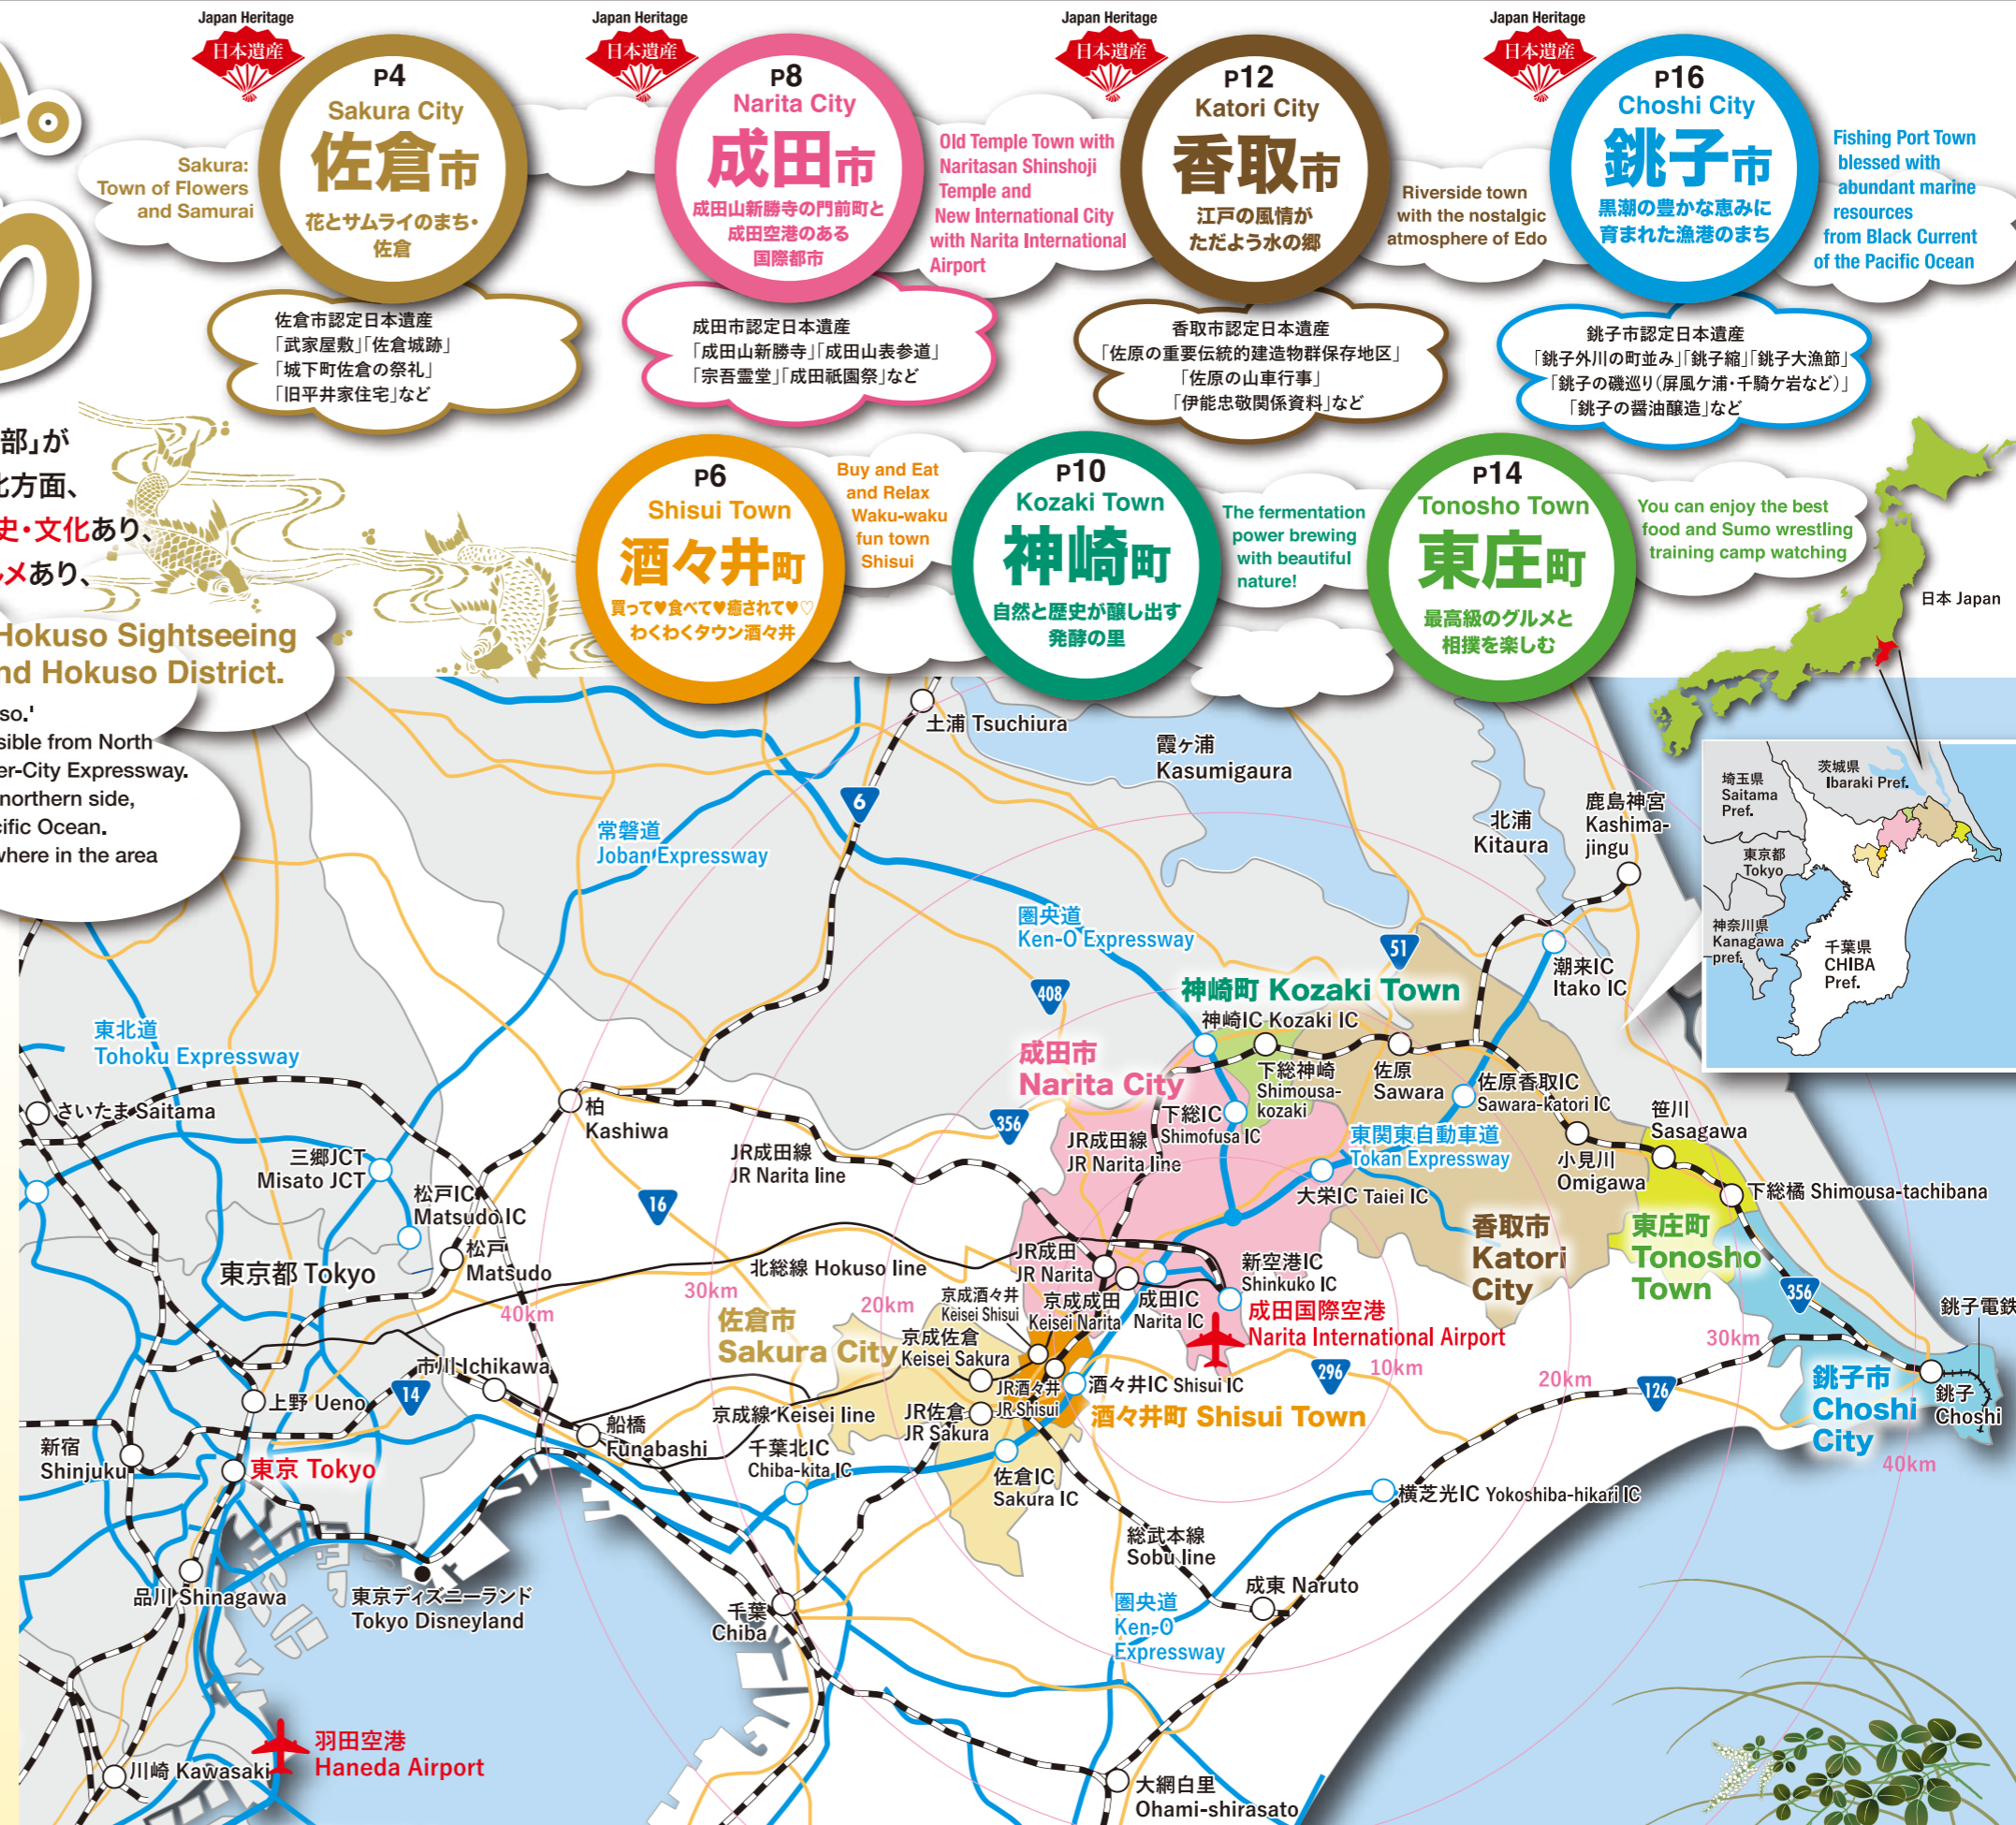 Japan Heritage
日本遺産
P4
Sakura City
佐倉市
花とサムライのまち・
佐倉
Sakura:
Town of Flowers
and Samurai
佐倉市認定日本遺産
「武家屋敷」「佐倉城跡」
「城下町佐倉の祭礼」
「旧平井家住宅」など
Japan Heritage
日本遺産
P8
Narita City
成田市
成田山新勝寺の門前町と
成田空港のある
国際都市
Old Temple Town with
Naritasan Shinshoji
Temple and
New International City
with Narita International
Airport
成田市認定日本遺産
「成田山新勝寺」「成田山表参道」
「宗吾霊堂」「成田祇園祭」など
Japan Heritage
日本遺産
P12
Katori City
香取市
江戸の風情が
ただよう水の郷
Riverside town
with the nostalgic
atmosphere of Edo
香取市認定日本遺産
「佐原の重要伝統的建造物群保存地区」
「佐原の山車行事」
「伊能忠敬関係資料」など
Japan Heritage
日本遺産
P16
Choshi City
銚子市
黒潮の豊かな恵みに
育まれた漁港のまち
Fishing Port Town
blessed with
abundant marine
resources
from Black Current
of the Pacific Ocean
銚子市認定日本遺産
「銚子外川の町並み」「銚子縮」「銚子大漁節」
「銚子の磯巡り(屏風ケ浦・千騎ケ岩など)」
「銚子の醤油醸造」など
部」が
方面、
史・文化あり、
メあり、
Hokuso Sightseeing
nd Hokuso District.
so.'
sible from North
er-City Expressway.
northern side,
cific Ocean.
where in the area
P6
Shisui Town
酒々井町
買って♥食べて♥癒されて♥♡
わくわくタウン酒々井
Buy and Eat
and Relax
Waku-waku
fun town
Shisui
P10
Kozaki Town
神崎町
自然と歴史が醸し出す
発酵の里
The fermentation
power brewing
with beautiful
nature!
P14
Tonosho Town
東庄町
最高級のグルメと
相撲を楽しむ
You can enjoy the best
food and Sumo wrestling
training camp watching
日本 Japan
埼玉県
Saitama
Pref.
茨城県
Ibaraki Pref.
東京都
Tokyo
神奈川県
Kanagawa
pref.
千葉県
CHIBA
Pref.
土浦 Tsuchiura
霞ヶ浦
Kasumigaura
6
常磐道
Joban Expressway
北浦
Kitaura
鹿島神宮
Kashima-
jingu
圏央道
Ken-O Expressway
51
潮来IC
Itako IC
408
神崎町 Kozaki Town
神崎IC Kozaki IC
東北道
Tohoku Expressway
成田市
Narita City
下総神崎
Shimousa-
kozaki
佐原
Sawara
佐原香取IC
Sawara-katori IC
さいたま Saitama
柏
Kashiwa
356
下総IC
Shimofusa IC
笹川
Sasagawa
JR成田線
JR Narita line
JR成田線
JR Narita line
東関東自動車道
Tokan Expressway
小見川
Omigawa
三郷JCT
Misato JCT
松戸IC
Matsudo IC
16
大栄IC Taiei IC
下総橘 Shimousa-tachibana
香取市
Katori
City
東庄町
Tonosho
Town
松戸
Matsudo
東京都 Tokyo
北総線 Hokuso line
JR成田
JR Narita
新空港IC
Shinkuko IC
40km
30km
20km
京成酒々井
Keisei Shisui
京成成田
Keisei Narita
成田IC
Narita IC
356
銚子電鉄
佐倉市
Sakura City
京成佐倉
Keisei Sakura
成田国際空港
Narita International Airport
30km
市川 Ichikawa
14
JR酒々井
JR Shisui
酒々井IC Shisui IC
296
10km
20km
126
銚子市
Choshi
City
銚子
Choshi
上野 Ueno
京成線 Keisei line
JR佐倉
JR Sakura
酒々井町 Shisui Town
新宿
Shinjuku
船橋
Funabashi
千葉北IC
Chiba-kita IC
40km
東京 Tokyo
佐倉IC
Sakura IC
横芝光IC Yokoshiba-hikari IC
総武本線
Sobu line
品川 Shinagawa
東京ディズニーランド
Tokyo Disneyland
千葉
Chiba
成東 Naruto
圏央道
Ken-O
Expressway
羽田空港
Haneda Airport
川崎 Kawasaki
大網白里
Ohami-shirasato